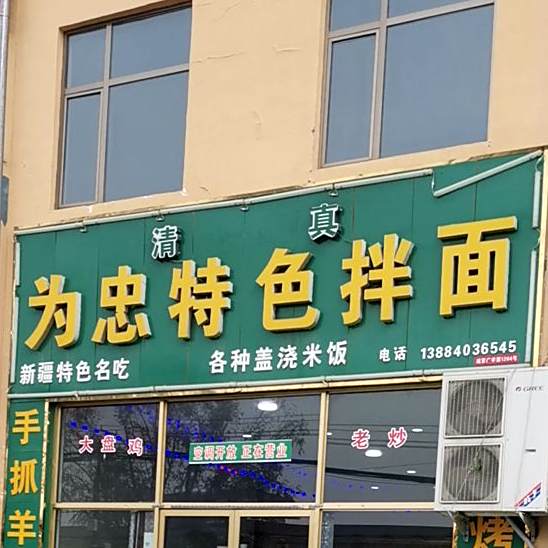 清真
为忠特色拌面
新疆特色名吃
各种盖浇米饭
电话 13884036545
手抓羊
大盘鸡
空调开放 正在营业
老炒
烤
GREE